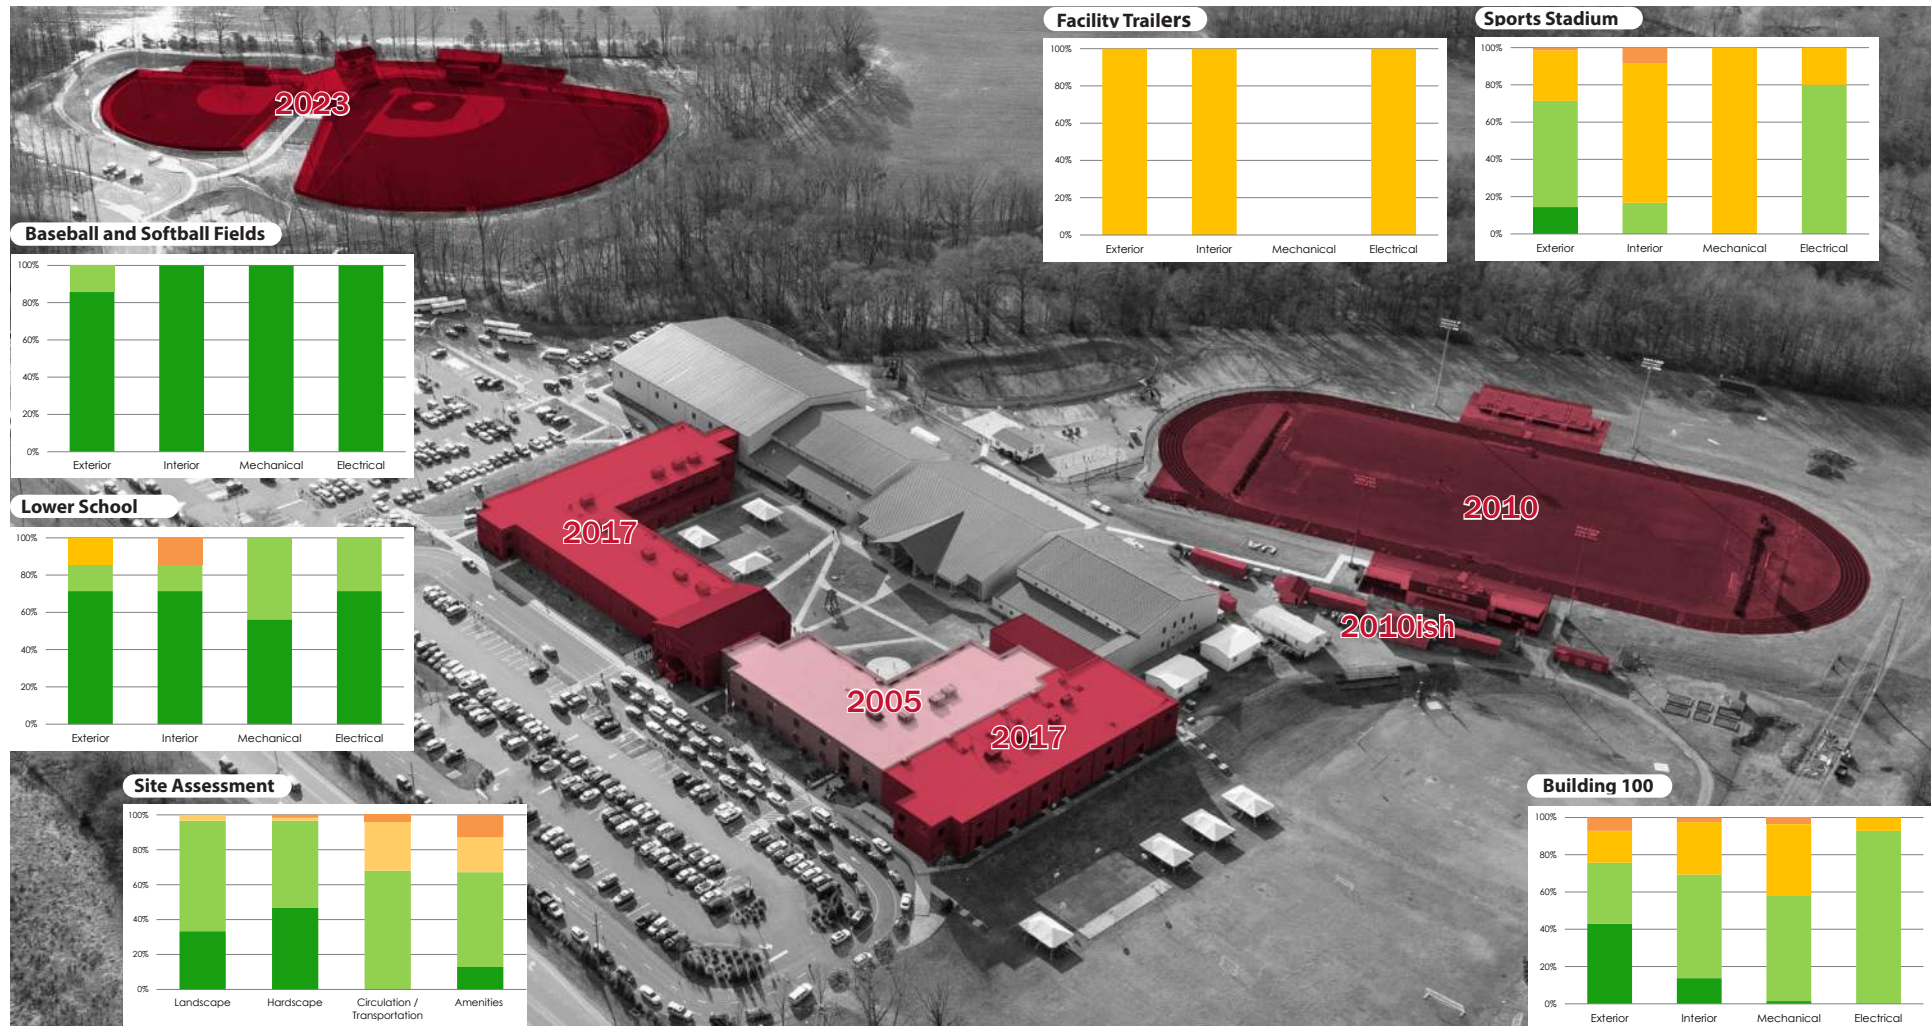 Facility Trailers
100%
80%
60%
40%
20%
0%
Exterior
Interior
Mechanical
Electrical
Sports Stadium
100%
80%
60%
40%
20%
0%
Exterior
Interior
Mechanical
Electrical
2023
Baseball and Softball Fields
100%
80%
60%
40%
20%
0%
Exterior
Interior
Mechanical
Electrical
Lower School
100%
80%
60%
40%
20%
0%
Exterior
Interior
Mechanical
Electrical
2017
2010
2010ish
2005
2017
Site Assessment
100%
80%
60%
40%
20%
0%
Landscape
Hardscape
Circulation /
Transportation
Amenities
Building 100
100%
80%
60%
40%
20%
0%
Exterior
Interior
Mechanical
Electrical